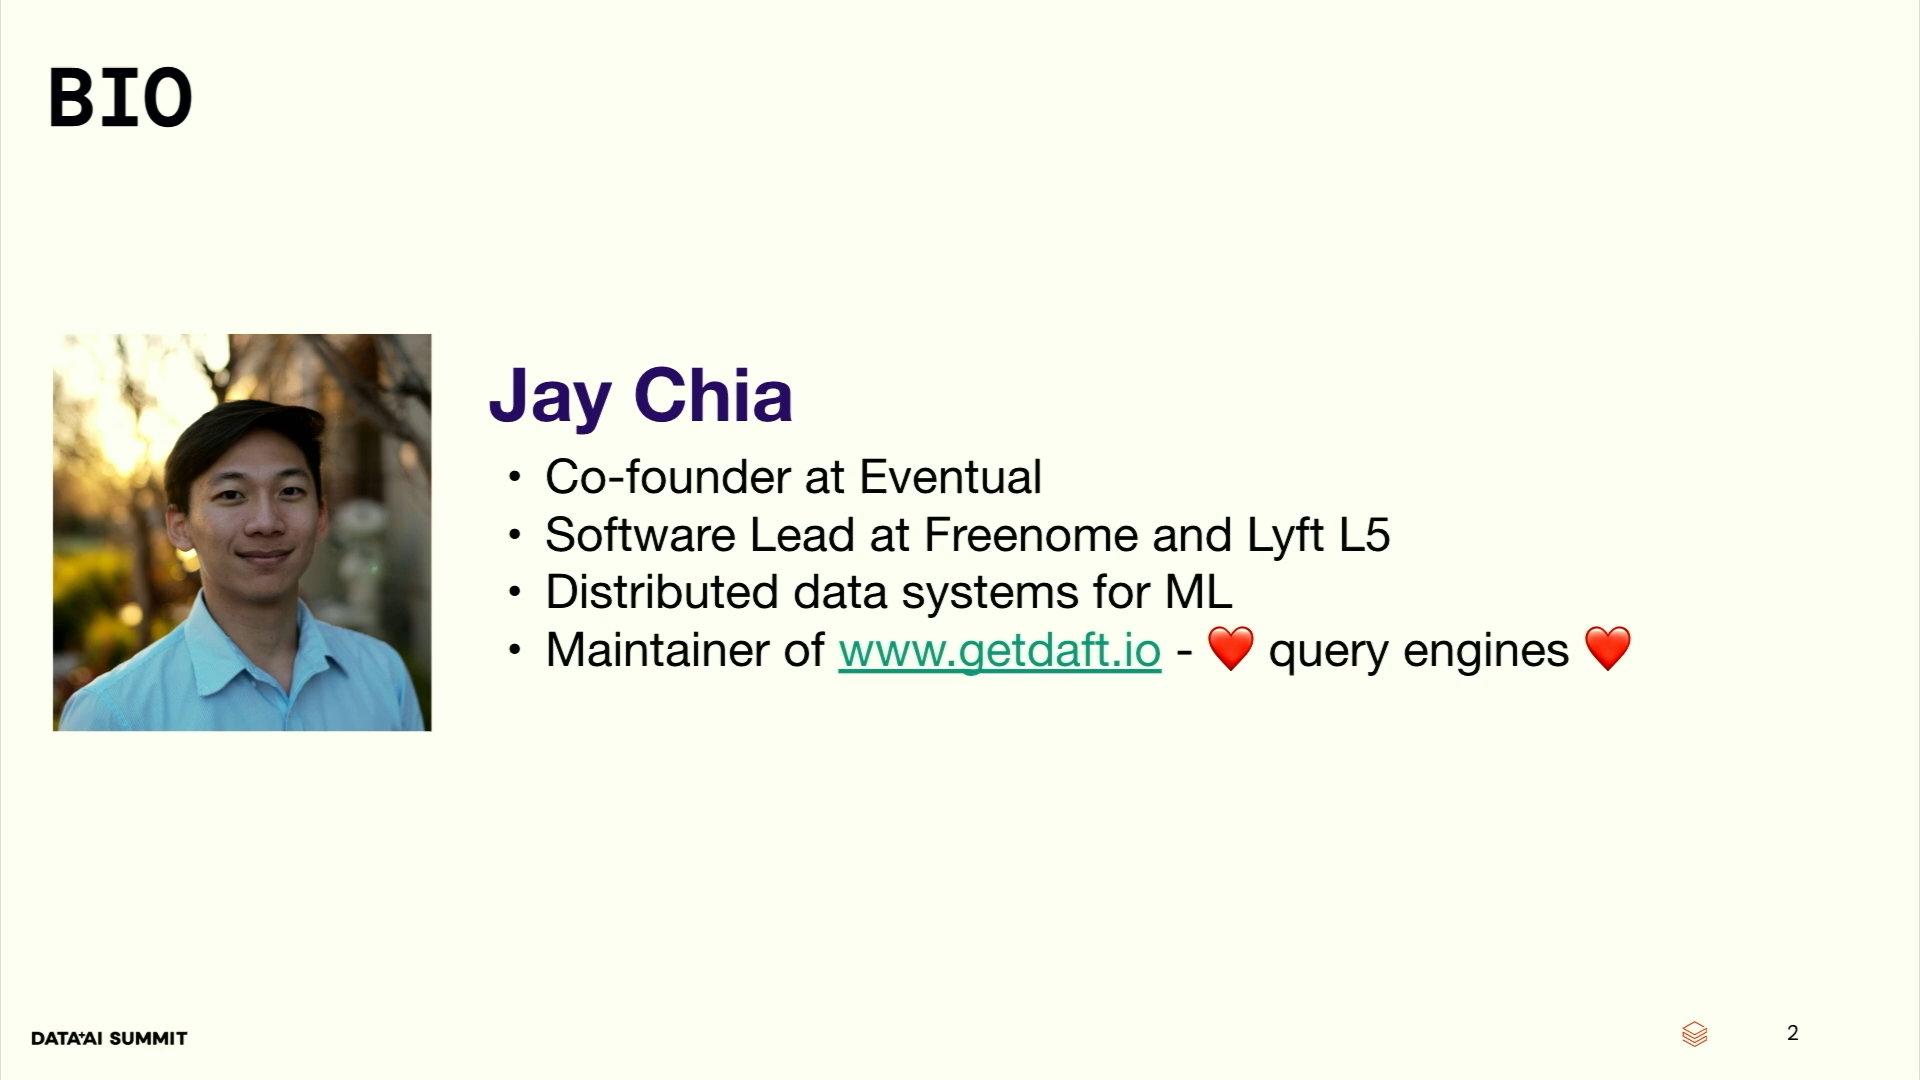 BIO
Jay Chia
• Co-founder at Eventual
• Software Lead at Freenome and Lyft L5
• Distributed data systems for ML
• Maintainer of www.getdaft.io - ❤️ query engines ❤️
DATA+AI SUMMIT
2